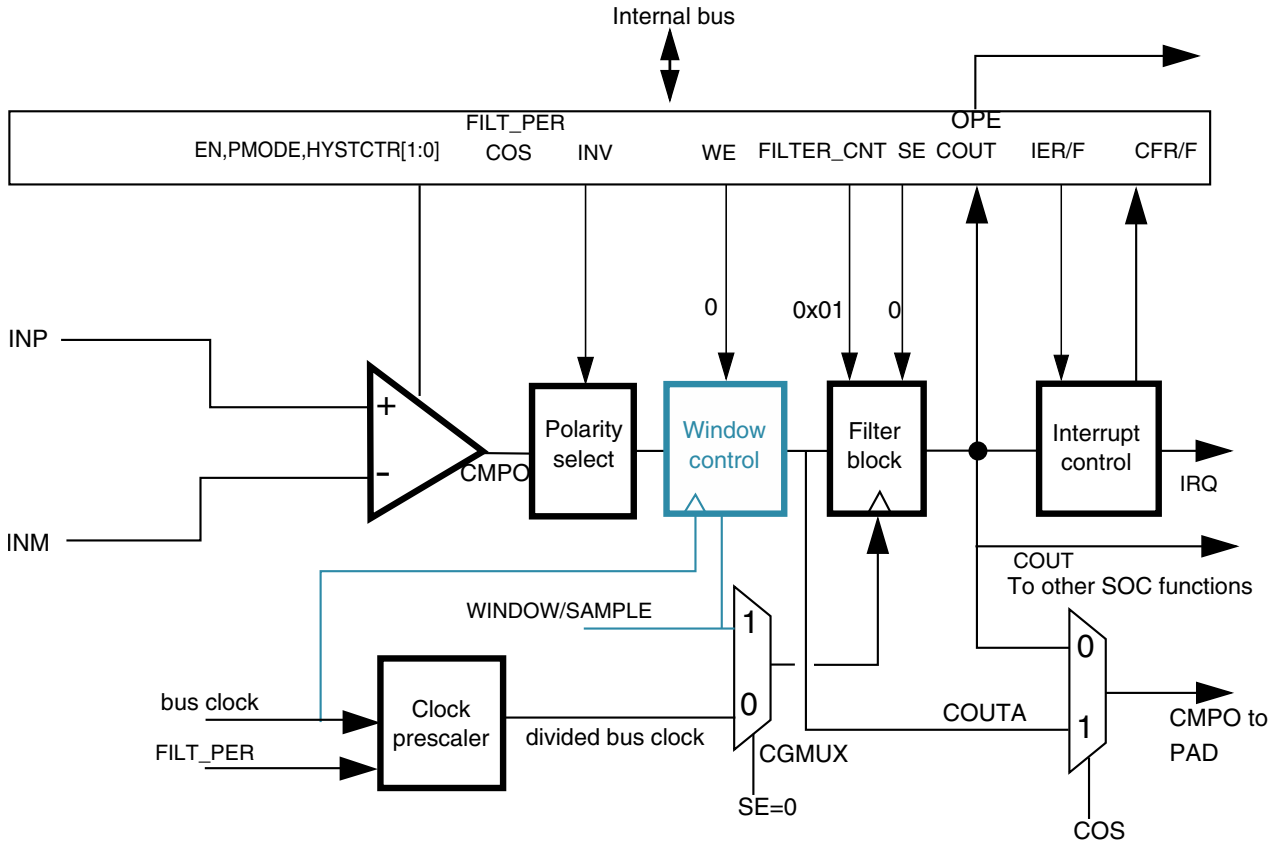 Internal bus
FILT_PER
OPE
EN,PMODE,HYSTCTR[1:0]
COS
INV
WE
FILTER_CNT
SE
COUT
IER/F
CFR/F
0
0x01
0
INP
+
-
INM
CMPO
Polarity
select
Window
control
Filter
block
Interrupt
control
IRQ
COUT
To other SOC functions
WINDOW/SAMPLE
1
0
CGMUX
SE=0
bus clock
FILT_PER
Clock
prescaler
divided bus clock
COUTA
0
1
CMPO to
PAD
COS